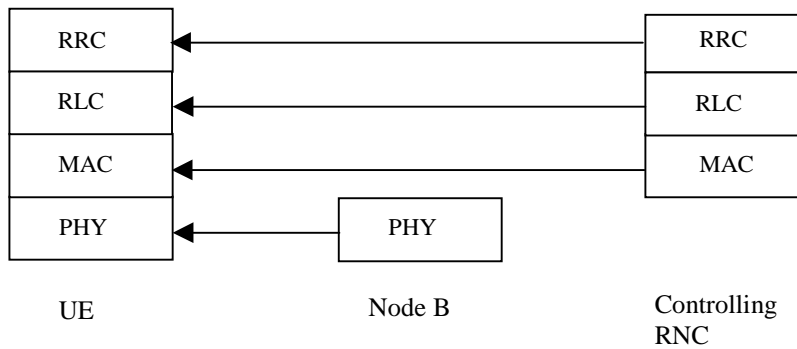 RRC
RRC
RLC
RLC
MAC
MAC
PHY
PHY
UE
Node B
Controlling
RNC